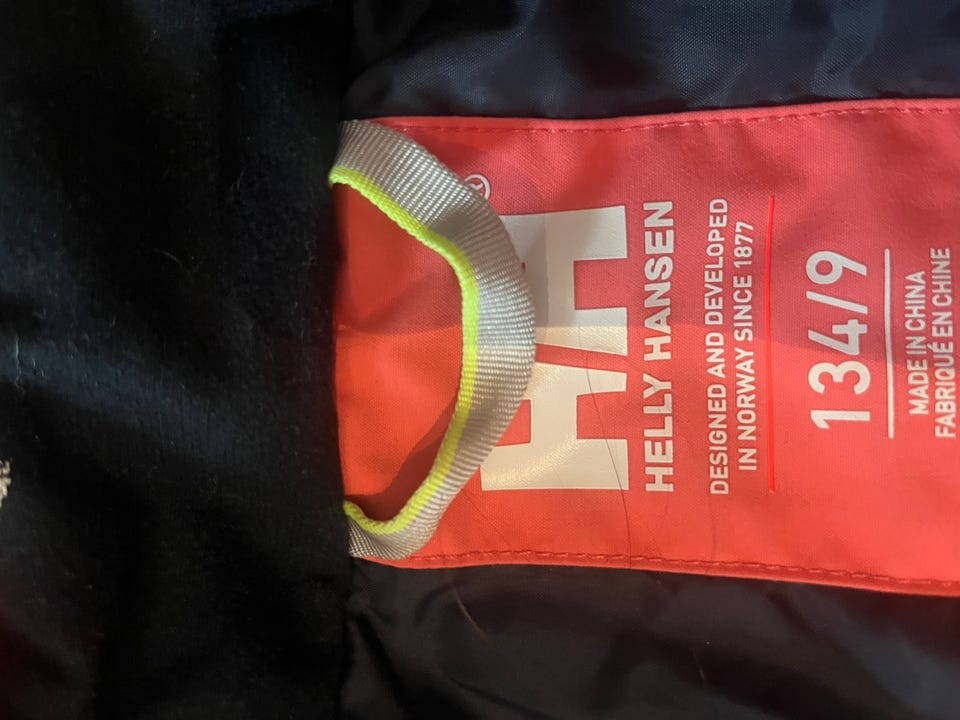 HH®
HELLY HANSEN
DESIGNED AND DEVELOPED
IN NORWAY SINCE 1877
134/9
MADE IN CHINA
FABRIQUÉ EN CHINE